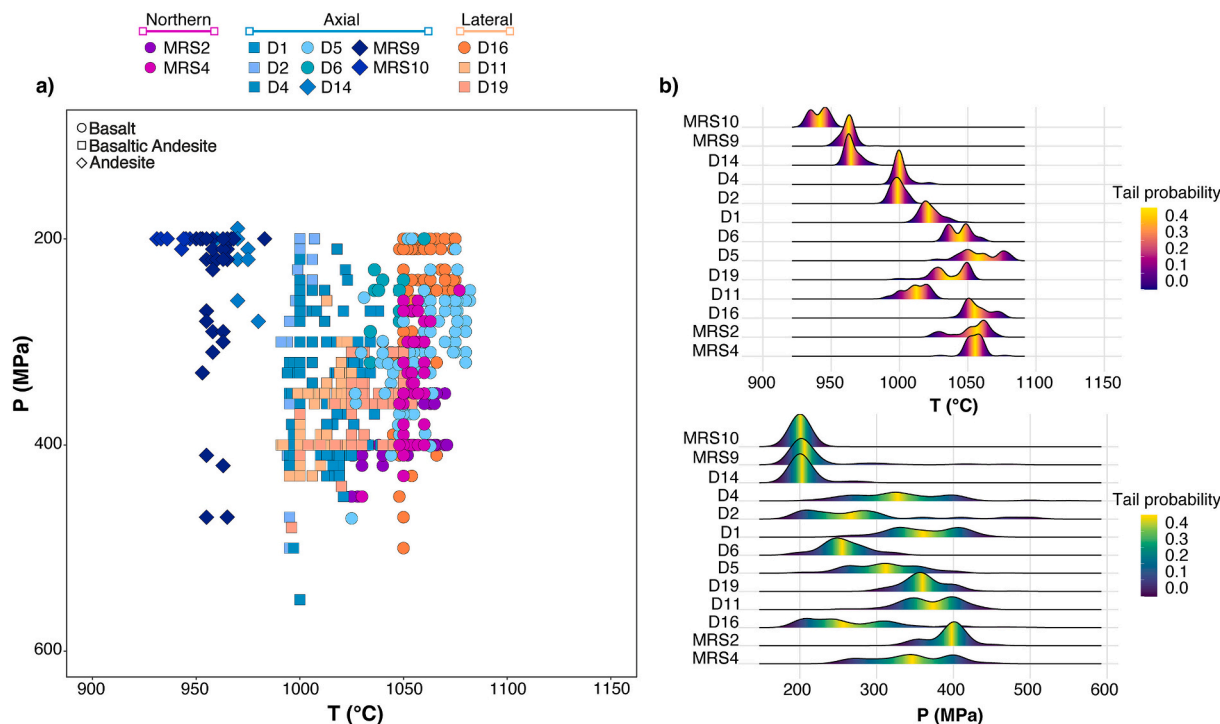 Northern Axial Lateral
MRS2 D1 D5 MRS9 D16
MRS4 D2 D6 MRS10 D11
D4 D14 D19
a)
Basalt
Basaltic Andesite
Andesite
200
400
600
P (MPa)
900 950 1000 1050 1100 1150
T (°C)
b)
MRS10
MRS9
D14
D4
D2
D1
D6
D5
D19
D11
D16
MRS2
MRS4
900 950 1000 1050 1100 1150
T (°C)
Tail probability
0.4
0.3
0.2
0.1
0.0
MRS10
MRS9
D14
D4
D2
D1
D6
D5
D19
D11
D16
MRS2
MRS4
200 300 400 500 600
P (MPa)
Tail probability
0.4
0.3
0.2
0.1
0.0